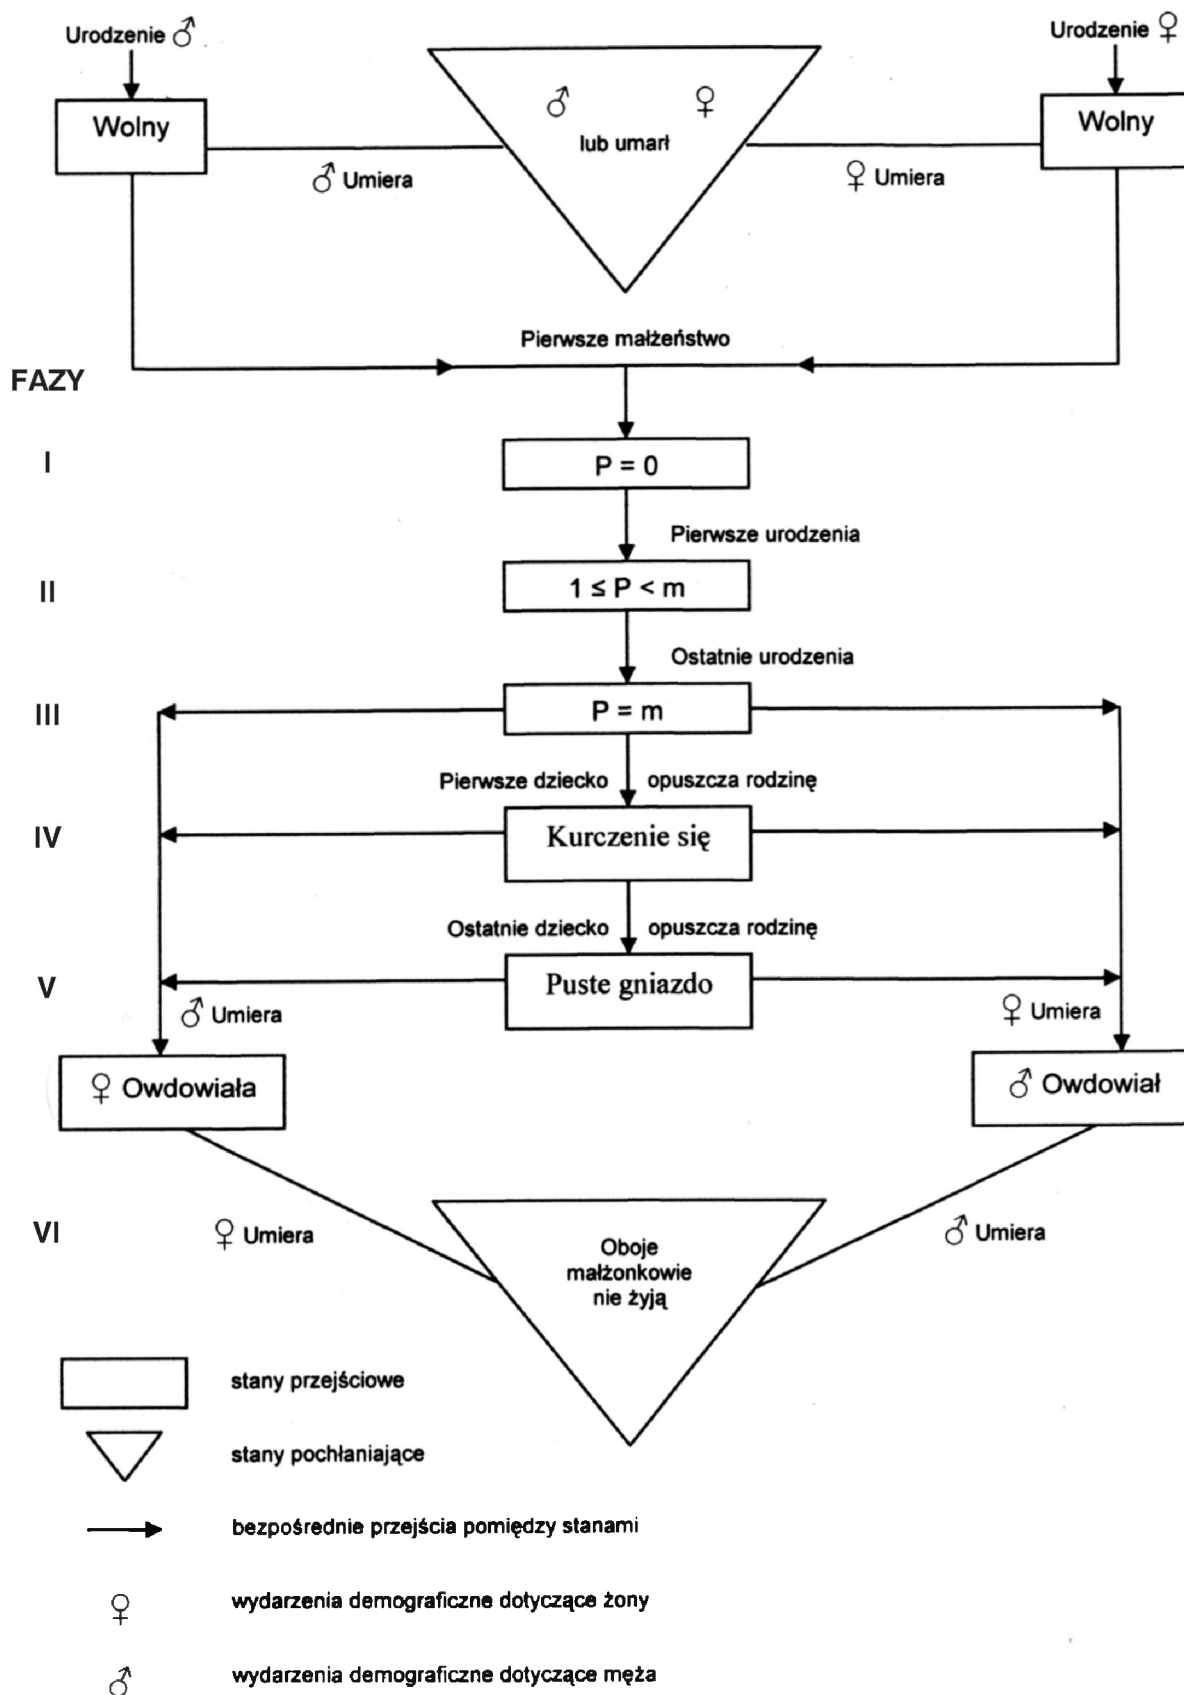 Urodzenie ♂
Urodzenie ♀
Wolny
♂ ♀
lub umarł
Wolny
♂ Umiera
♀ Umiera
Pierwsze małżeństwo
FAZY
I
P = 0
Pierwsze urodzenia
II
1 ≤ P < m
Ostatnie urodzenia
III
P = m
Pierwsze dziecko opuszcza rodzinę
IV
Kurczenie się
Ostatnie dziecko opuszcza rodzinę
V
Puste gniazdo
♂ Umiera
♀ Umiera
♀ Owdowiała
♂ Owdowiał
VI
♀ Umiera
♂ Umiera
Oboje
małżonkowie
nie żyją
stany przejściowe
stany pochłaniające
bezpośrednie przejścia pomiędzy stanami
♀ wydarzenia demograficzne dotyczące żony
♂ wydarzenia demograficzne dotyczące męża